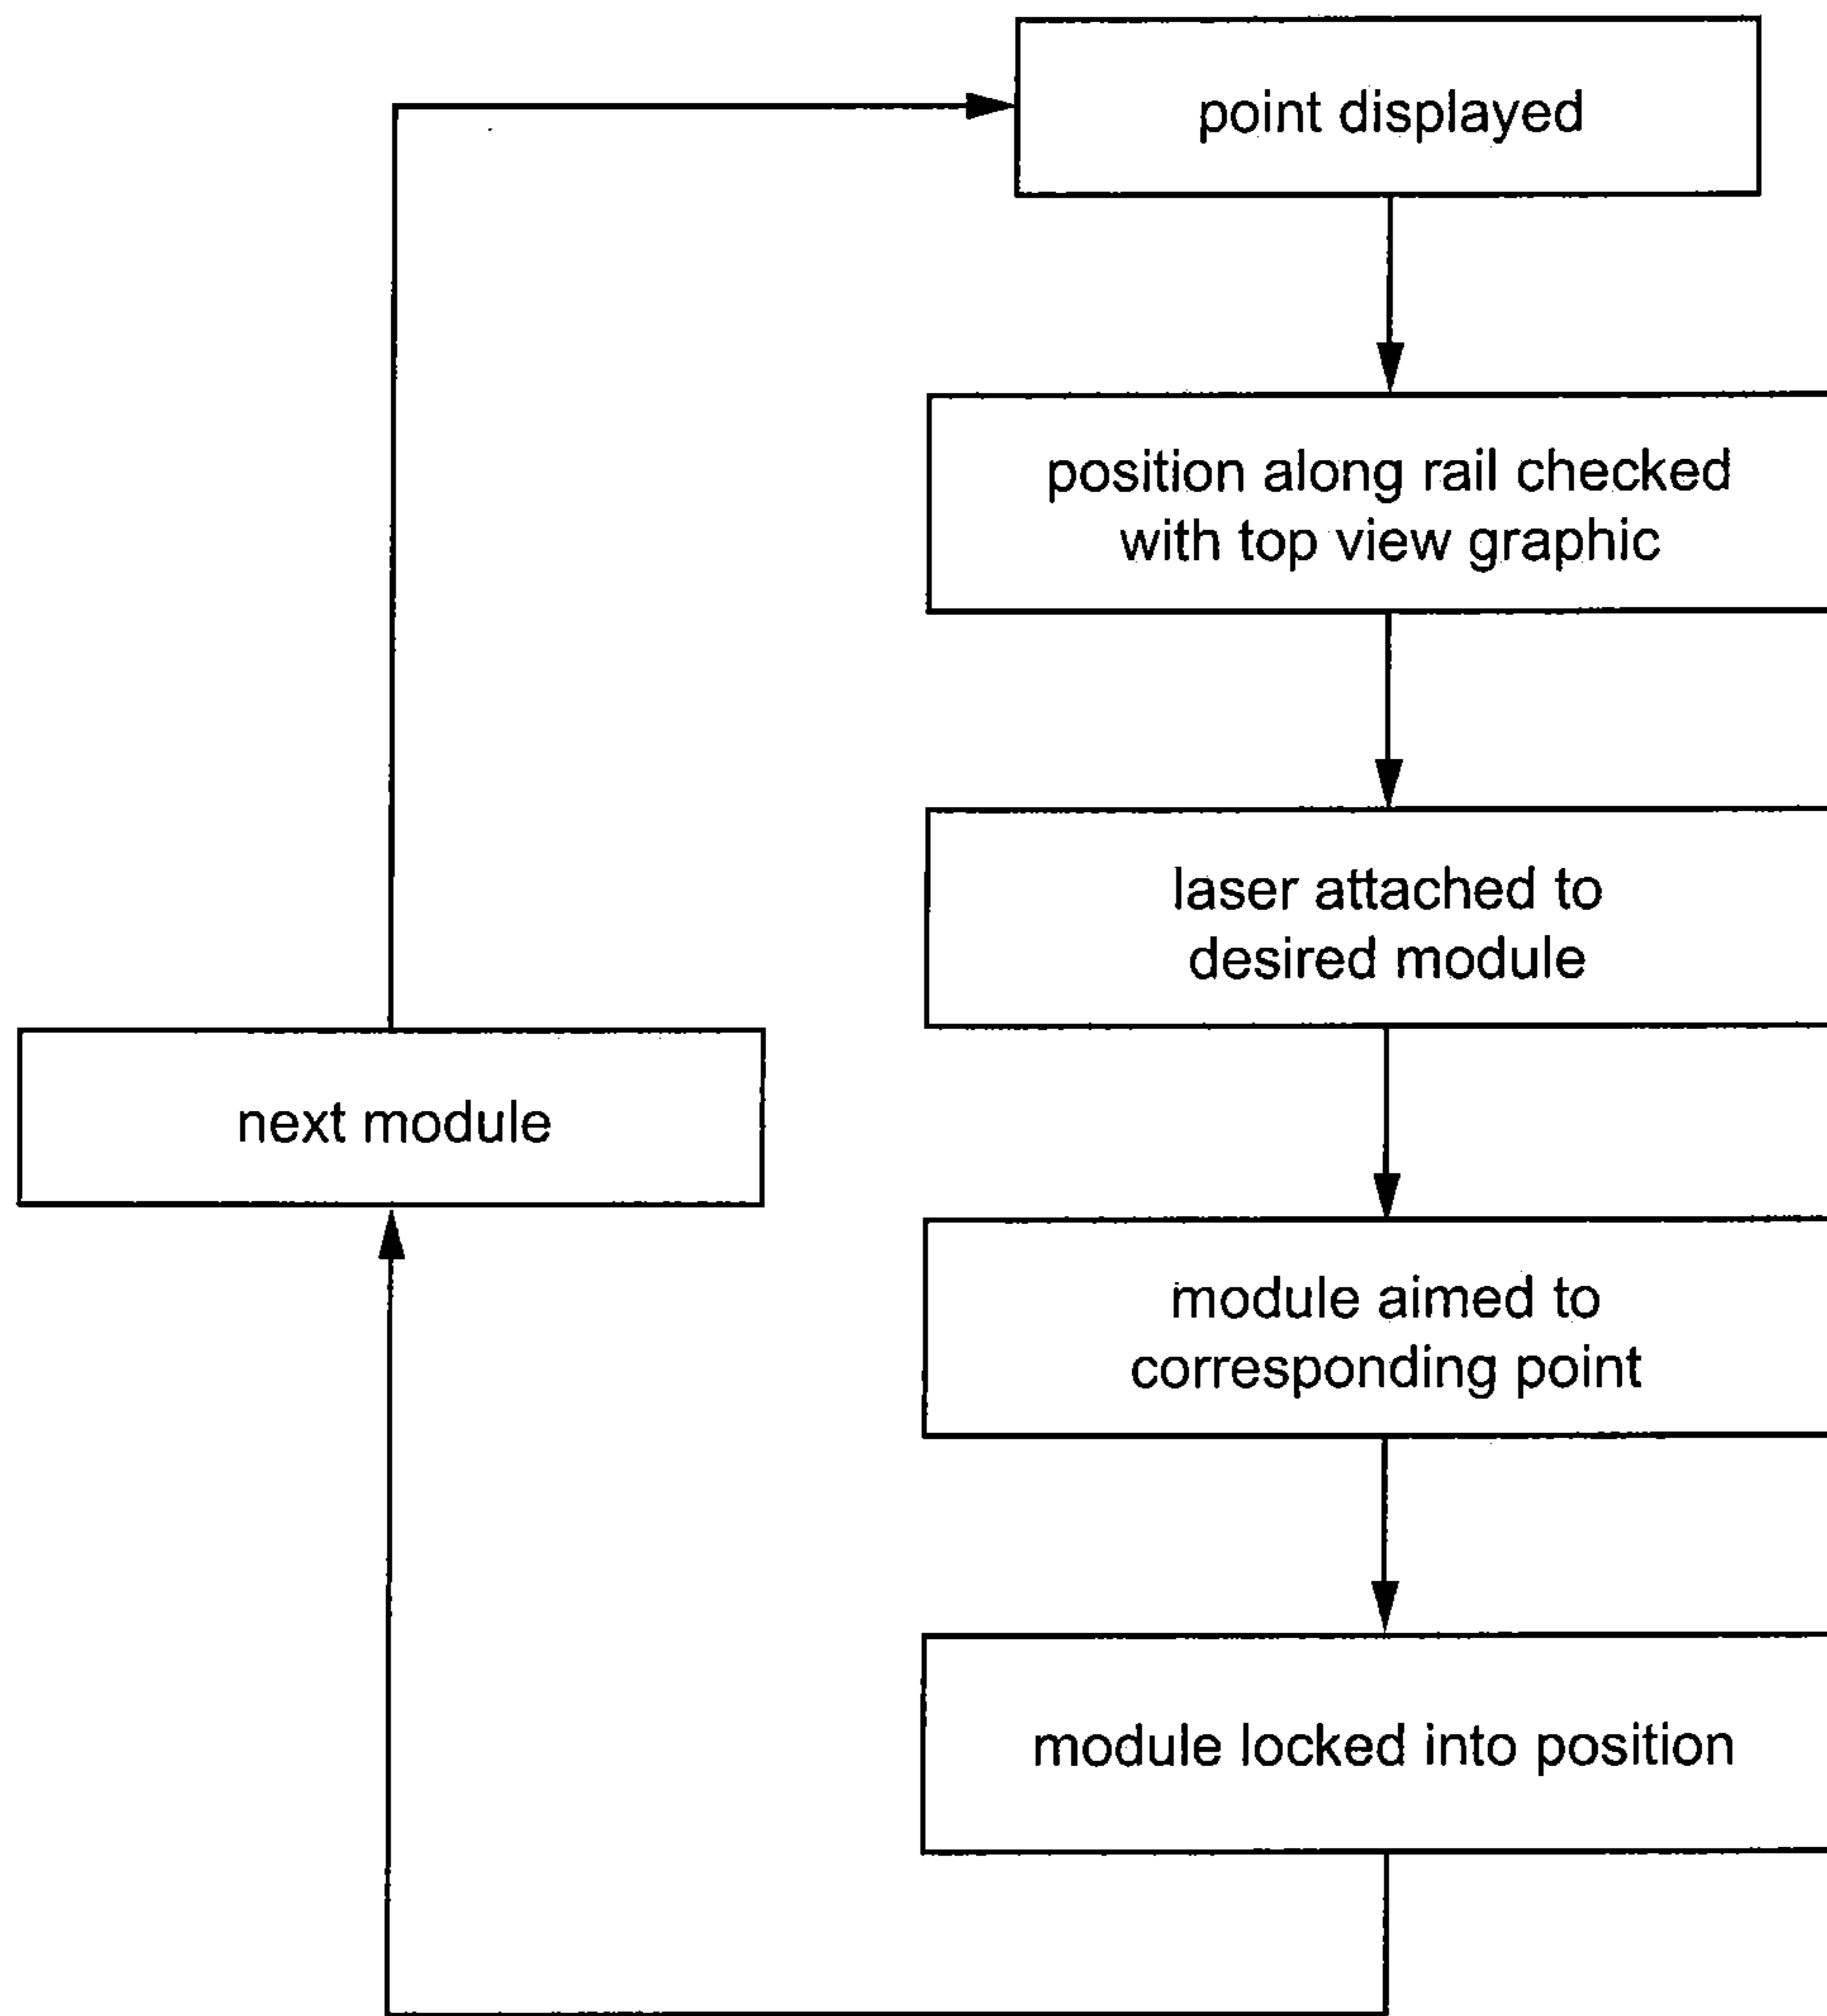 point displayed
position along rail checked
with top view graphic
laser attached to
desired module
next module
module aimed to
corresponding point
module locked into position